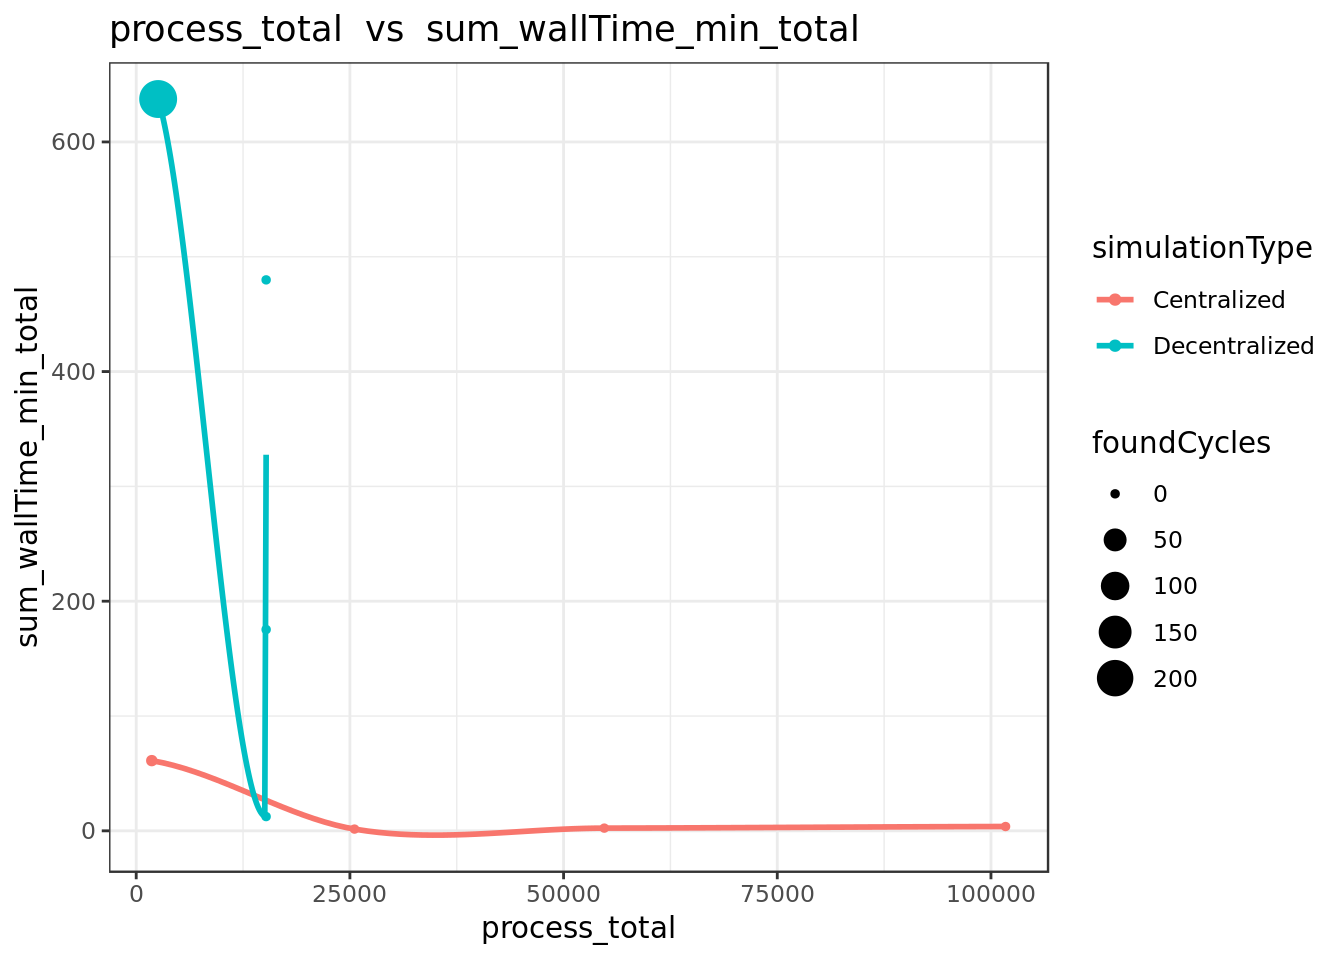 process_total  vs  sum_wallTime_min_total
sum_wallTime_min_total
600
400
200
0
0
25000
50000
75000
100000
process_total
simulationType
Centralized
Decentralized
foundCycles
0
50
100
150
200